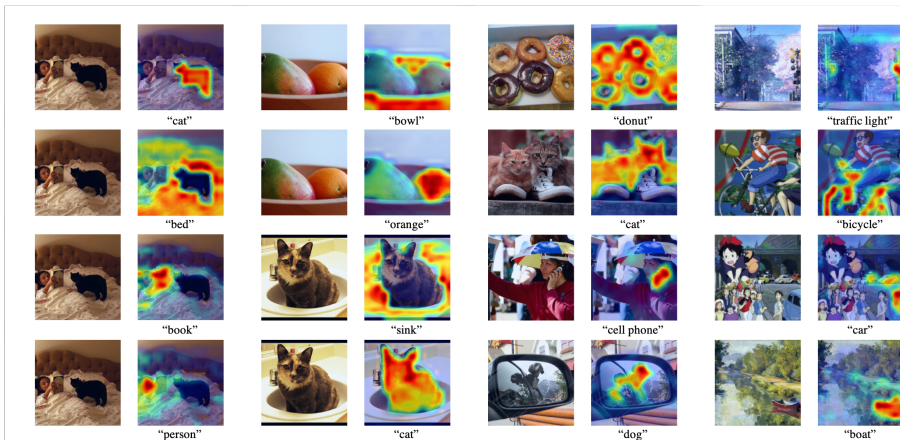 “cat”
“bowl”
“donut”
“traffic light”
“bed”
“orange”
“cat”
“bicycle”
“book”
“sink”
“cell phone”
“car”
“person”
“cat”
“dog”
“boat”